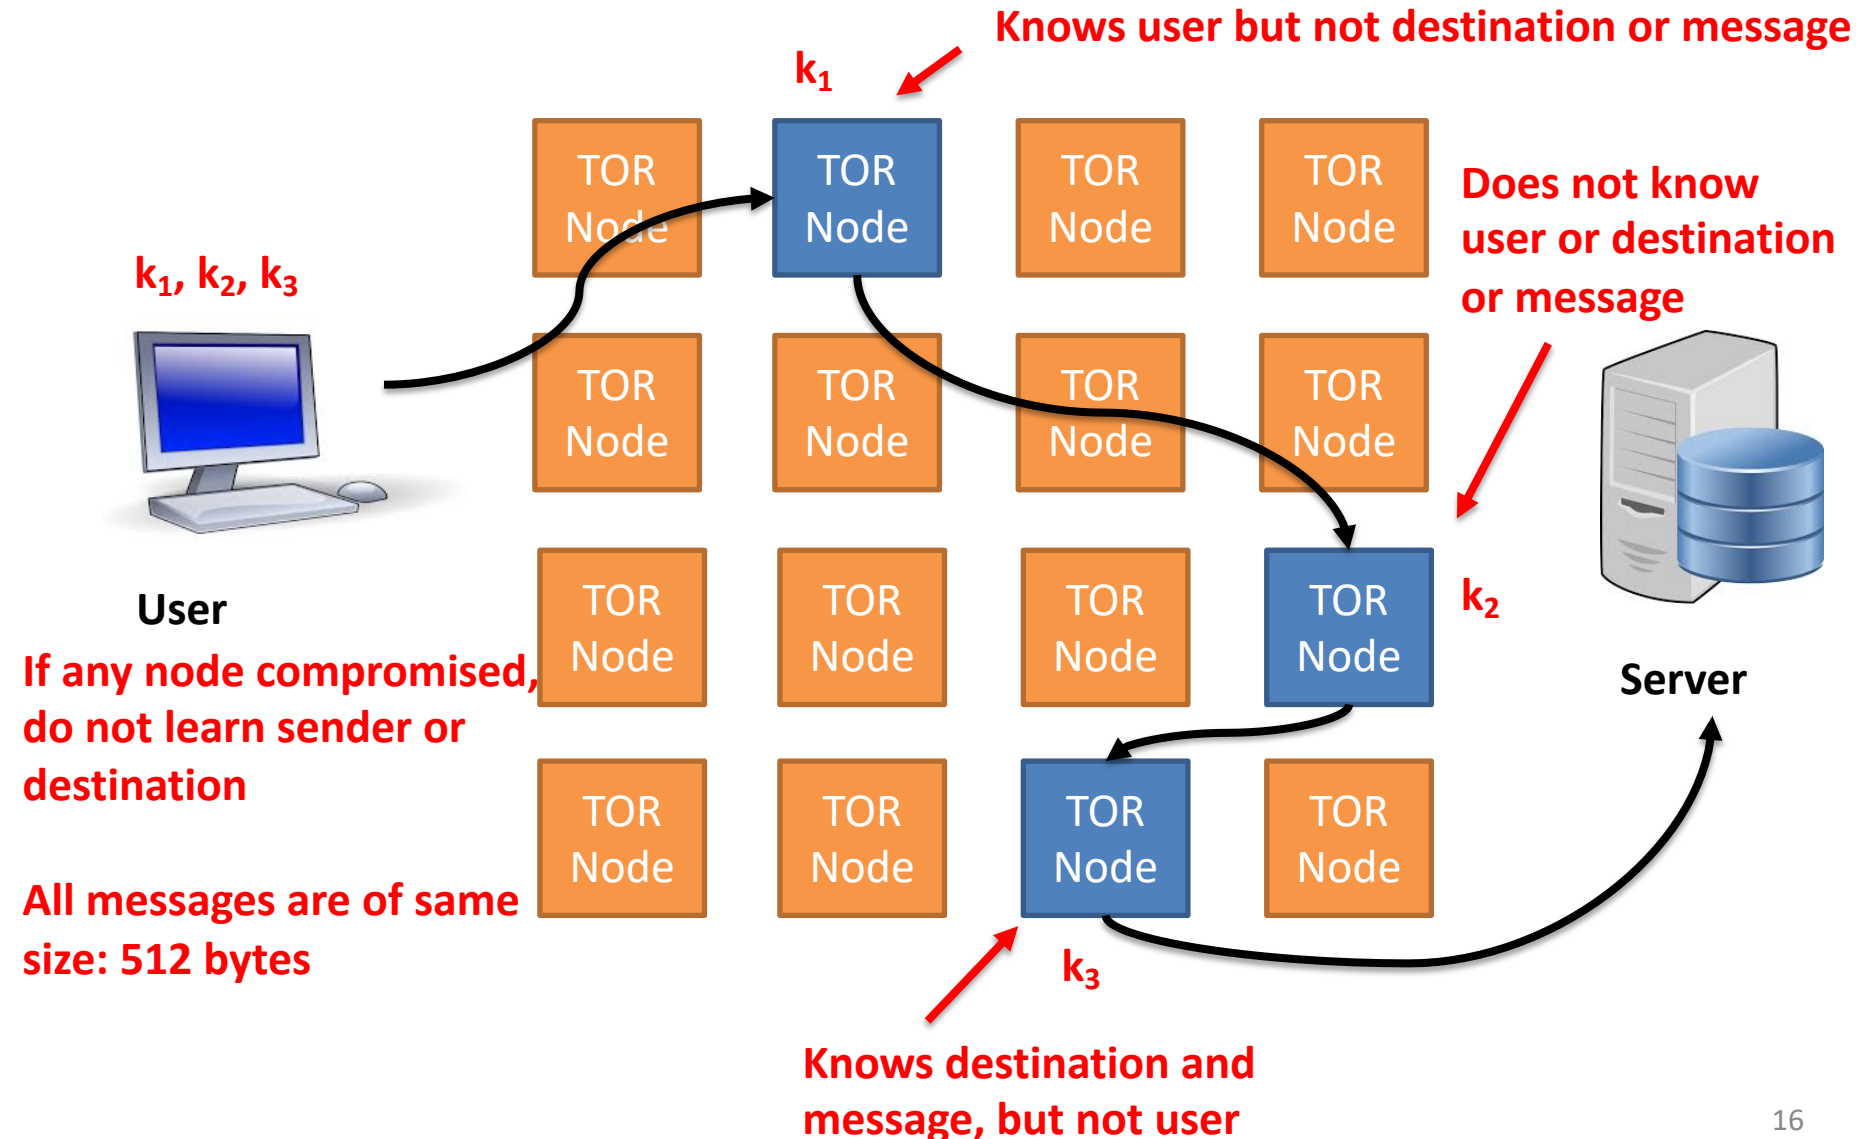 Knows user but not destination or message
k₁
TOR
Node
TOR
Node
TOR
Node
TOR
Node
Does not know
user or destination
or message
k₁, k₂, k₃
TOR
Node
TOR
Node
TOR
Node
TOR
Node
User
TOR
Node
TOR
Node
TOR
Node
TOR
Node
k₂
Server
If any node compromised,
do not learn sender or
destination
TOR
Node
TOR
Node
TOR
Node
TOR
Node
All messages are of same
size: 512 bytes
k₃
Knows destination and
message, but not user
16